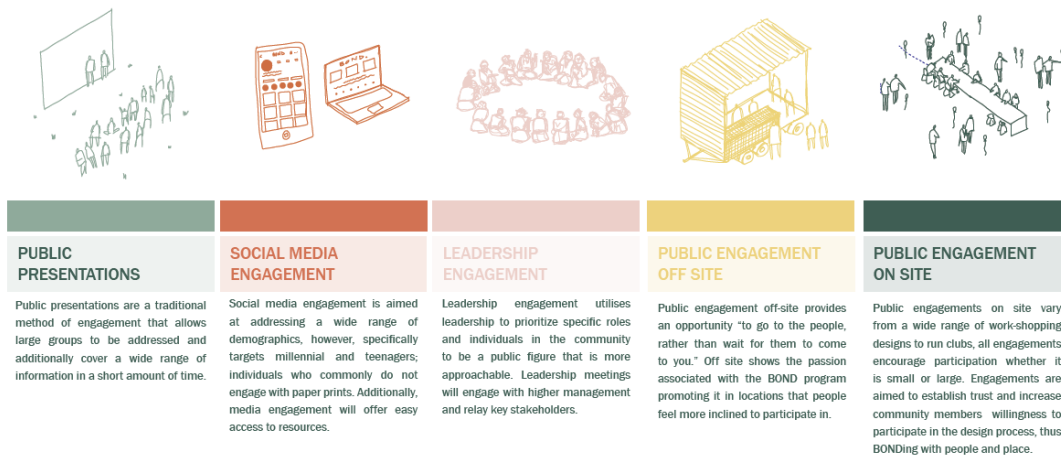 PUBLIC
PRESENTATIONS
Public presentations are a traditional
method of engagement that allows
large groups to be addressed and
additionally cover a wide range of
information in a short amount of time.
SOCIAL MEDIA
ENGAGEMENT
Social media engagement is aimed
at addressing a wide range of
demographics, however, specifically
targets millennial and teenagers;
individuals who commonly do not
engage with paper prints. Additionally,
media engagement will offer easy
access to resources.
LEADERSHIP
ENGAGEMENT
Leadership engagement utilises
leadership to prioritize specific roles
and individuals in the community
to be a public figure that is more
approachable. Leadership meetings
will engage with higher management
and relay key stakeholders.
PUBLIC ENGAGEMENT
OFF SITE
Public engagement off-site provides
an opportunity “to go to the people,
rather than wait for them to come
to you.” Off site shows the passion
associated with the BOND program
promoting it in locations that people
feel more inclined to participate in.
PUBLIC ENGAGEMENT
ON SITE
Public engagements on site vary
from a wide range of work-shopping
designs to run clubs, all engagements
encourage participation whether it
is small or large. Engagements are
aimed to establish trust and increase
community members willingness to
participate in the design process, thus
BONDing with people and place.